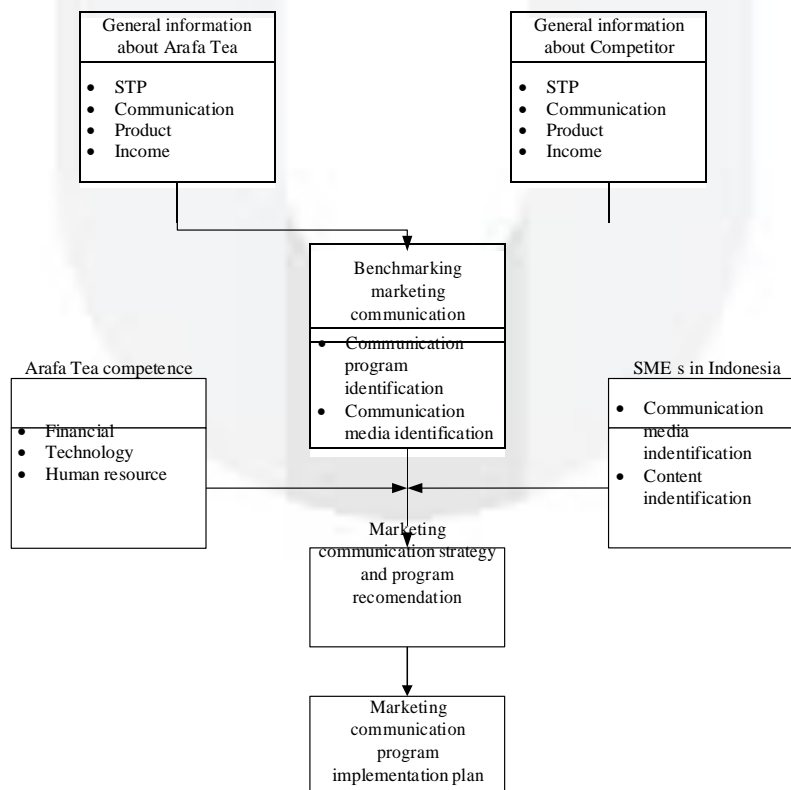 General information
about Arafa Tea
• STP
• Communication
• Product
• Income
General information
about Competitor
• STP
• Communication
• Product
• Income
Benchmarking
marketing
communication
• Communication
program
identification
• Communication
media identification
Arafa Tea competence
• Financial
• Technology
• Human resource
SME s in Indonesia
• Communication
media
indentification
• Content
indentification
Marketing
communication strategy
and program
recomendation
Marketing
communication
program
implementation plan